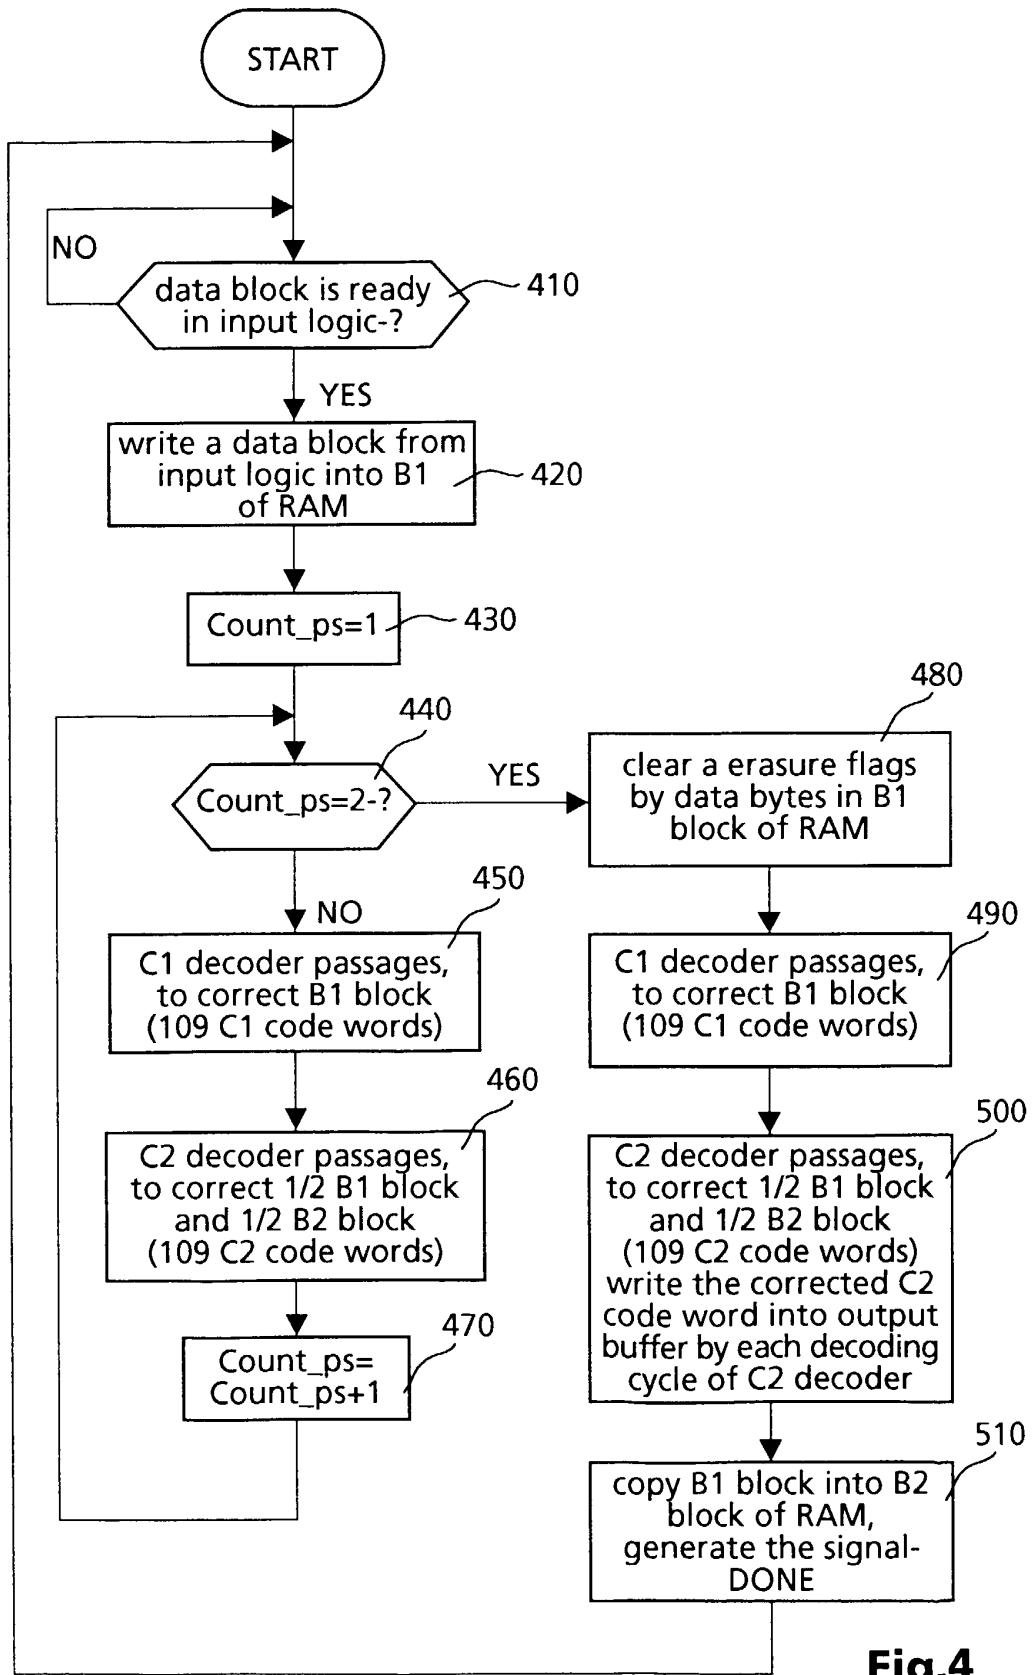 START
NO
data block is ready
in input logic-?
410
YES
write a data block from
input logic into B1
of RAM
420
Count_ps=1
430
440
Count_ps=2-?
YES
NO
450
C1 decoder passages,
to correct B1 block
(109 C1 code words)
460
C2 decoder passages,
to correct 1/2 B1 block
and 1/2 B2 block
(109 C2 code words)
470
Count_ps=
Count_ps+1
480
clear a erasure flags
by data bytes in B1
block of RAM
490
C1 decoder passages,
to correct B1 block
(109 C1 code words)
500
C2 decoder passages,
to correct 1/2 B1 block
and 1/2 B2 block
(109 C2 code words)
write the corrected C2
code word into output
buffer by each decoding
cycle of C2 decoder
510
copy B1 block into B2
block of RAM,
generate the signal-
DONE
Fig.4